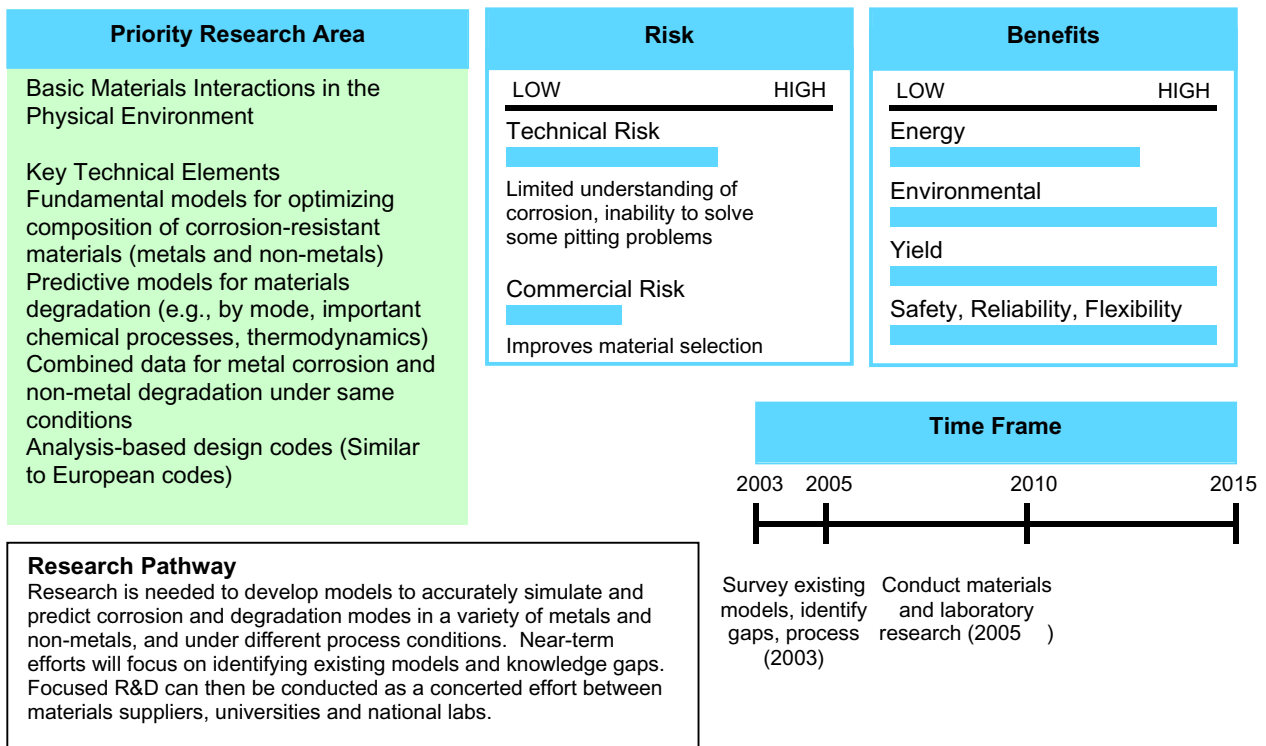 Priority Research Area
Basic Materials Interactions in the
Physical Environment
Key Technical Elements
Fundamental models for optimizing
composition of corrosion-resistant
materials (metals and non-metals)
Predictive models for materials
degradation (e.g., by mode, important
chemical processes, thermodynamics)
Combined data for metal corrosion and
non-metal degradation under same
conditions
Analysis-based design codes (Similar
to European codes)
Risk
LOW HIGH
Technical Risk
Limited understanding of
corrosion, inability to solve
some pitting problems
Commercial Risk
Improves material selection
Benefits
LOW HIGH
Energy
Environmental
Yield
Safety, Reliability, Flexibility
Time Frame
2003 2005 2010 2015
Survey existing
models, identify
gaps, process
(2003)
Conduct materials
and laboratory
research (2005 )
Research Pathway
Research is needed to develop models to accurately simulate and
predict corrosion and degradation modes in a variety of metals and
non-metals, and under different process conditions. Near-term
efforts will focus on identifying existing models and knowledge gaps.
Focused R&D can then be conducted as a concerted effort between
materials suppliers, universities and national labs.